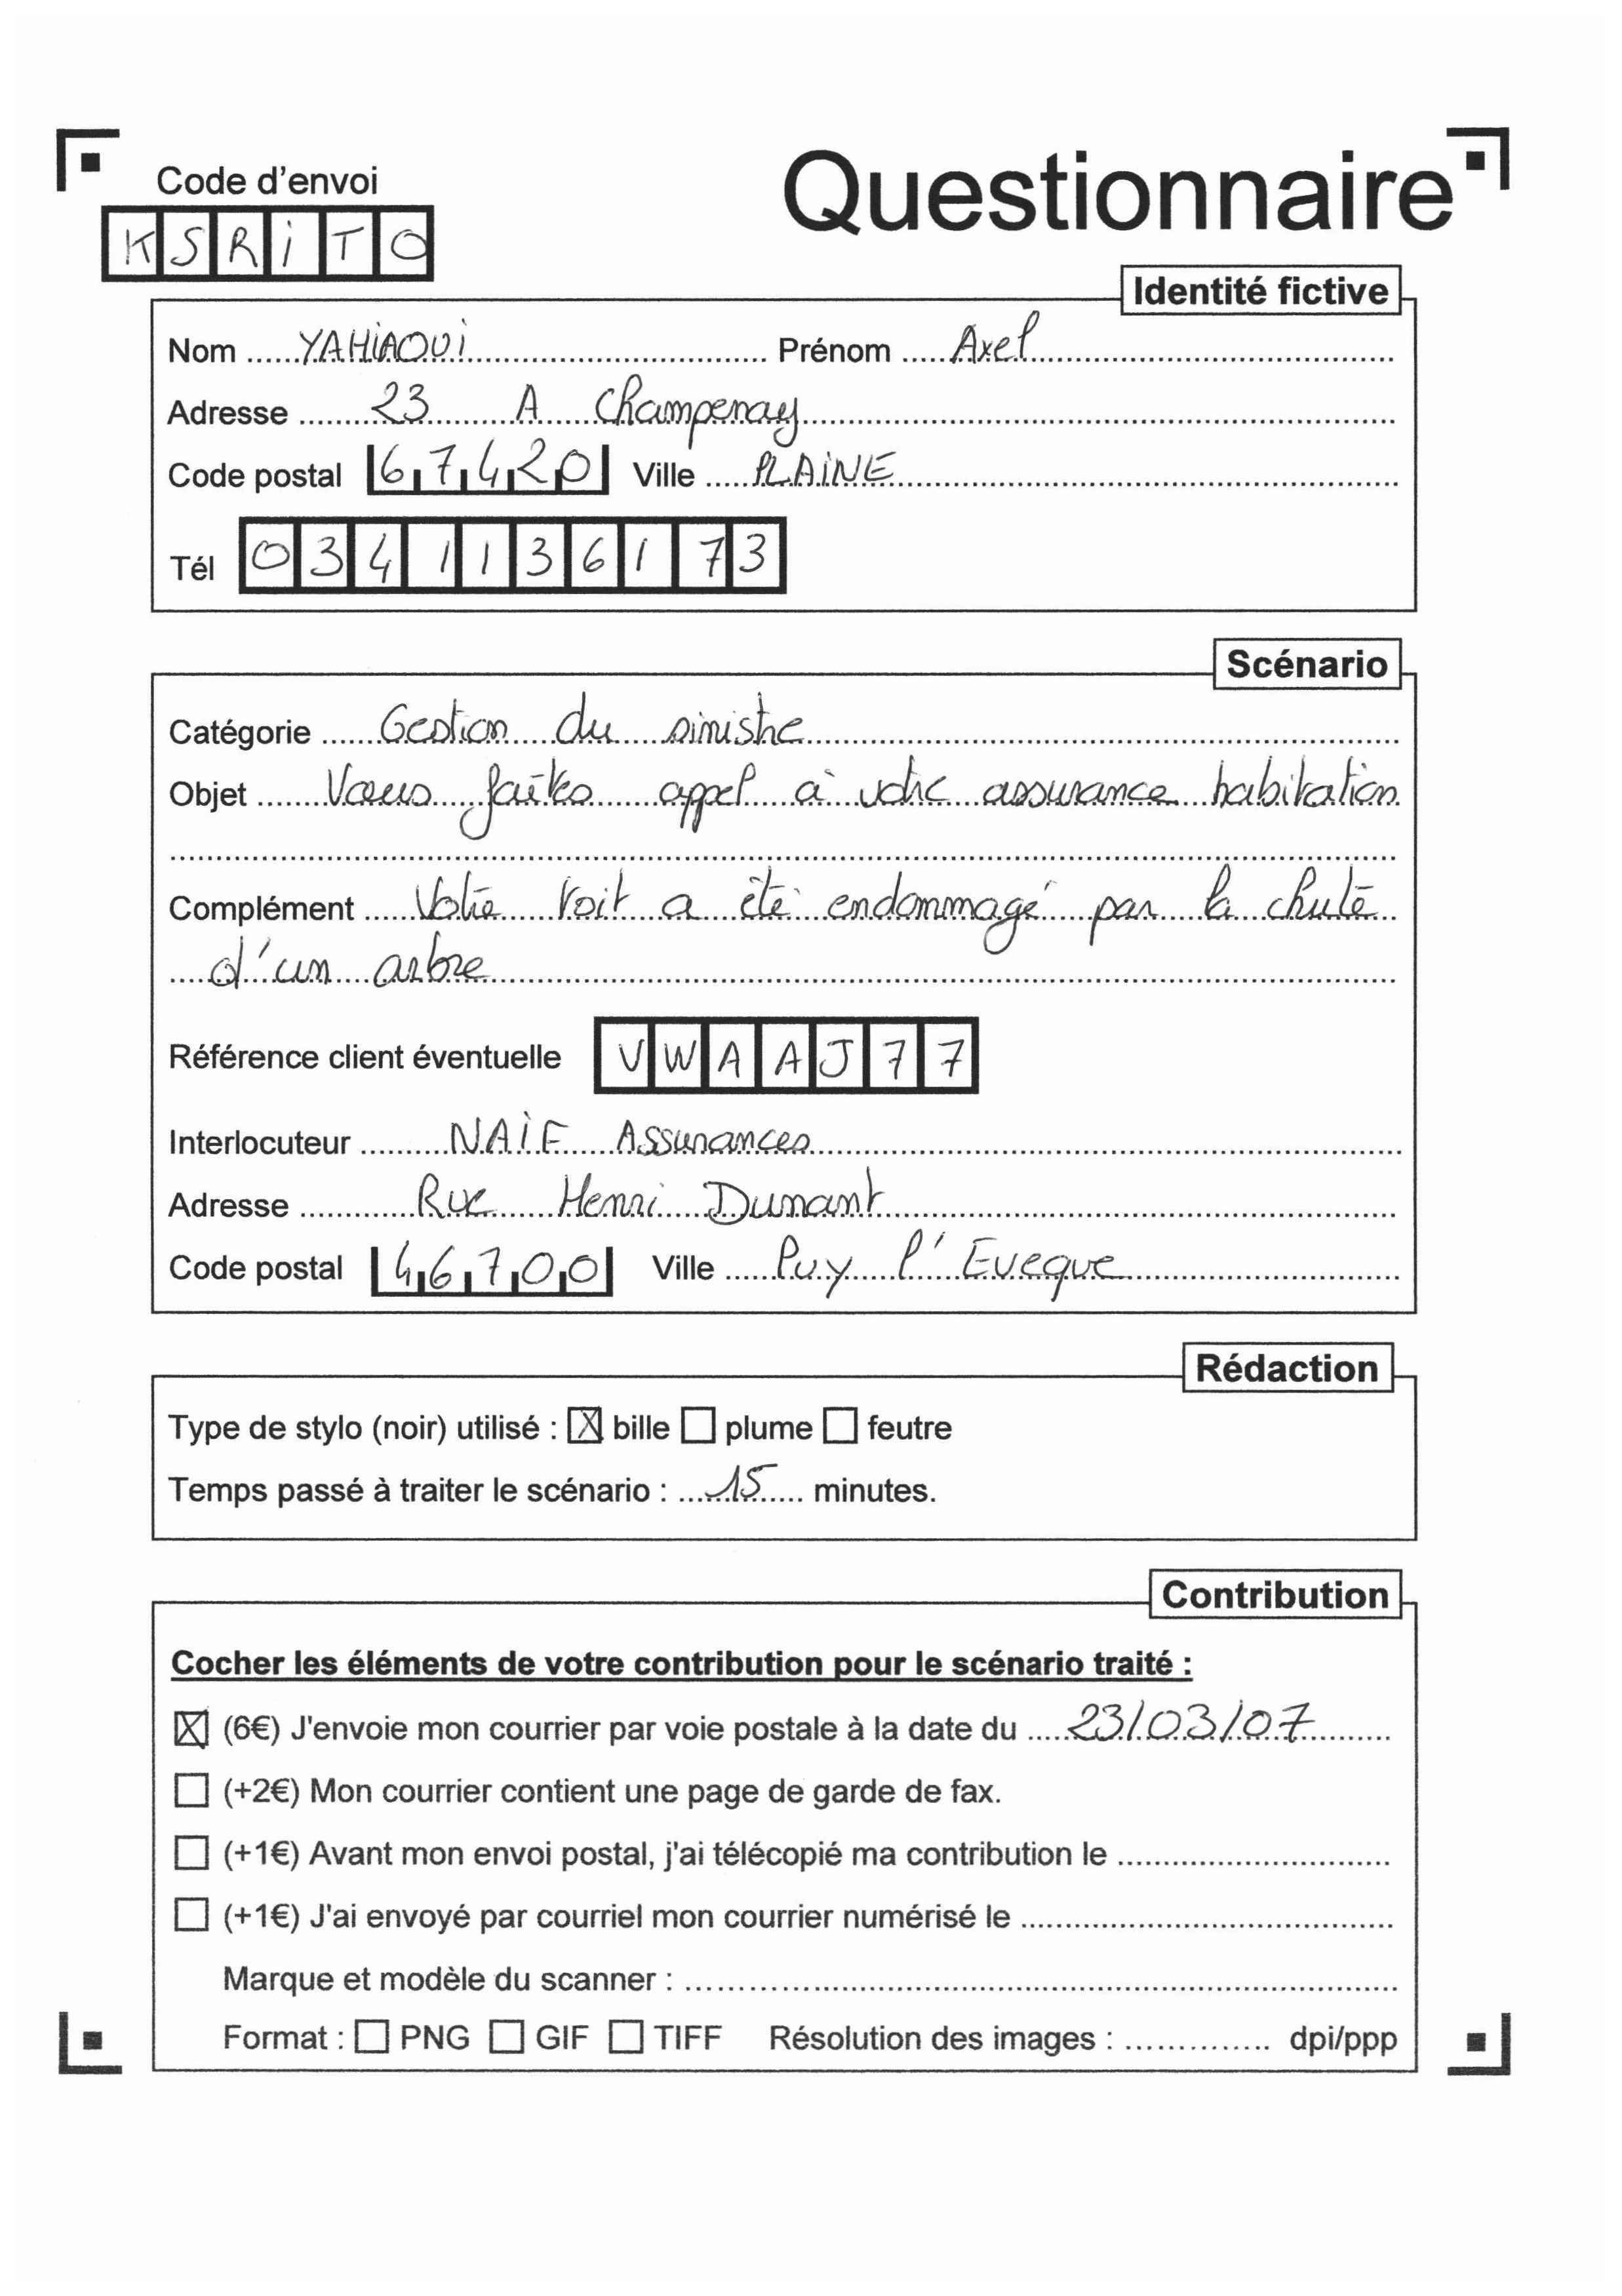 Code d'envoi
Questionnaire
KSRiTO
Identité fictive
Nom YAHiAOUi Prénom Axel
Adresse 23 A Champenay
Code postal 67420 Ville PLAiNE
Tél 0341136173
Scénario
Catégorie Gestion du sinistre
Objet Vous faîtes appel à votre assurance habitation
Complément Votre toit a été endommagé par la chute
d'un arbre
Référence client éventuelle VWAAJ77
Interlocuteur NAiF Assurances
Adresse Rue Henri Dunant
Code postal 46700 Ville Puy l'Eveque
Rédaction
Type de stylo (noir) utilisé : ☒ bille ☐ plume ☐ feutre
Temps passé à traiter le scénario : 15 minutes.
Contribution
Cocher les éléments de votre contribution pour le scénario traité :
☒ (6€) J'envoie mon courrier par voie postale à la date du 23/03/07
☐ (+2€) Mon courrier contient une page de garde de fax.
☐ (+1€) Avant mon envoi postal, j'ai télécopié ma contribution le
☐ (+1€) J'ai envoyé par courriel mon courrier numérisé le
Marque et modèle du scanner :
Format : ☐ PNG ☐ GIF ☐ TIFF Résolution des images : dpi/ppp